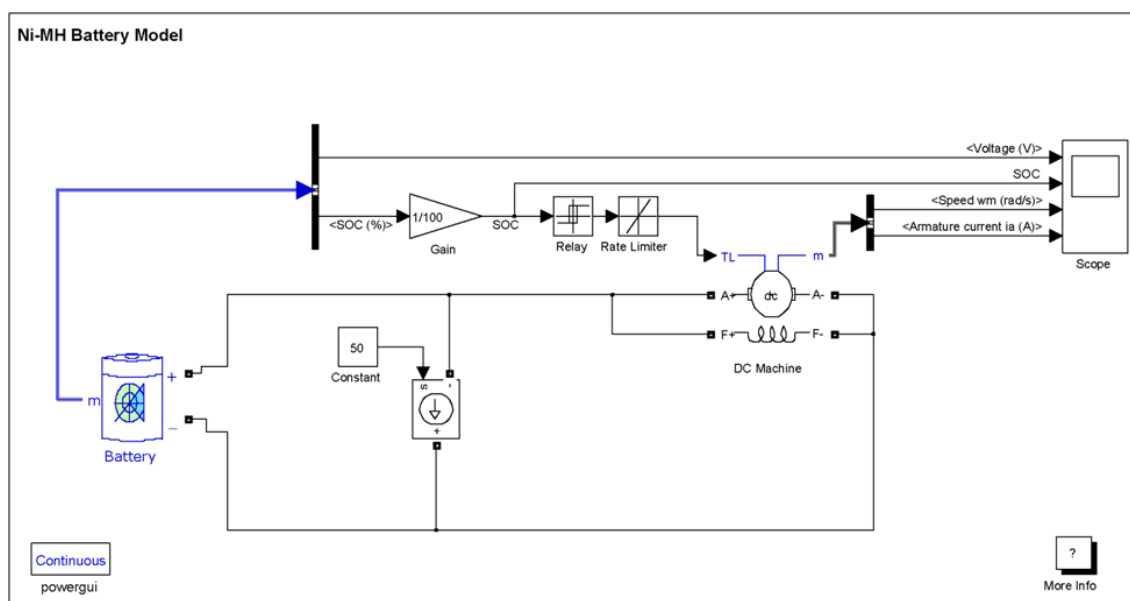 Ni-MH Battery Model
<Voltage (V)>
SOC
<Speed wm (rad/s)>
<Armature current ia (A)>
Scope
<SOC (%)>
1/100
Gain
SOC
Relay
Rate Limiter
TL
m
A+
dc
A-
F+
F-
DC Machine
50
Constant
s
-
+
m
+
_
Battery
Continuous
powergui
?
More Info